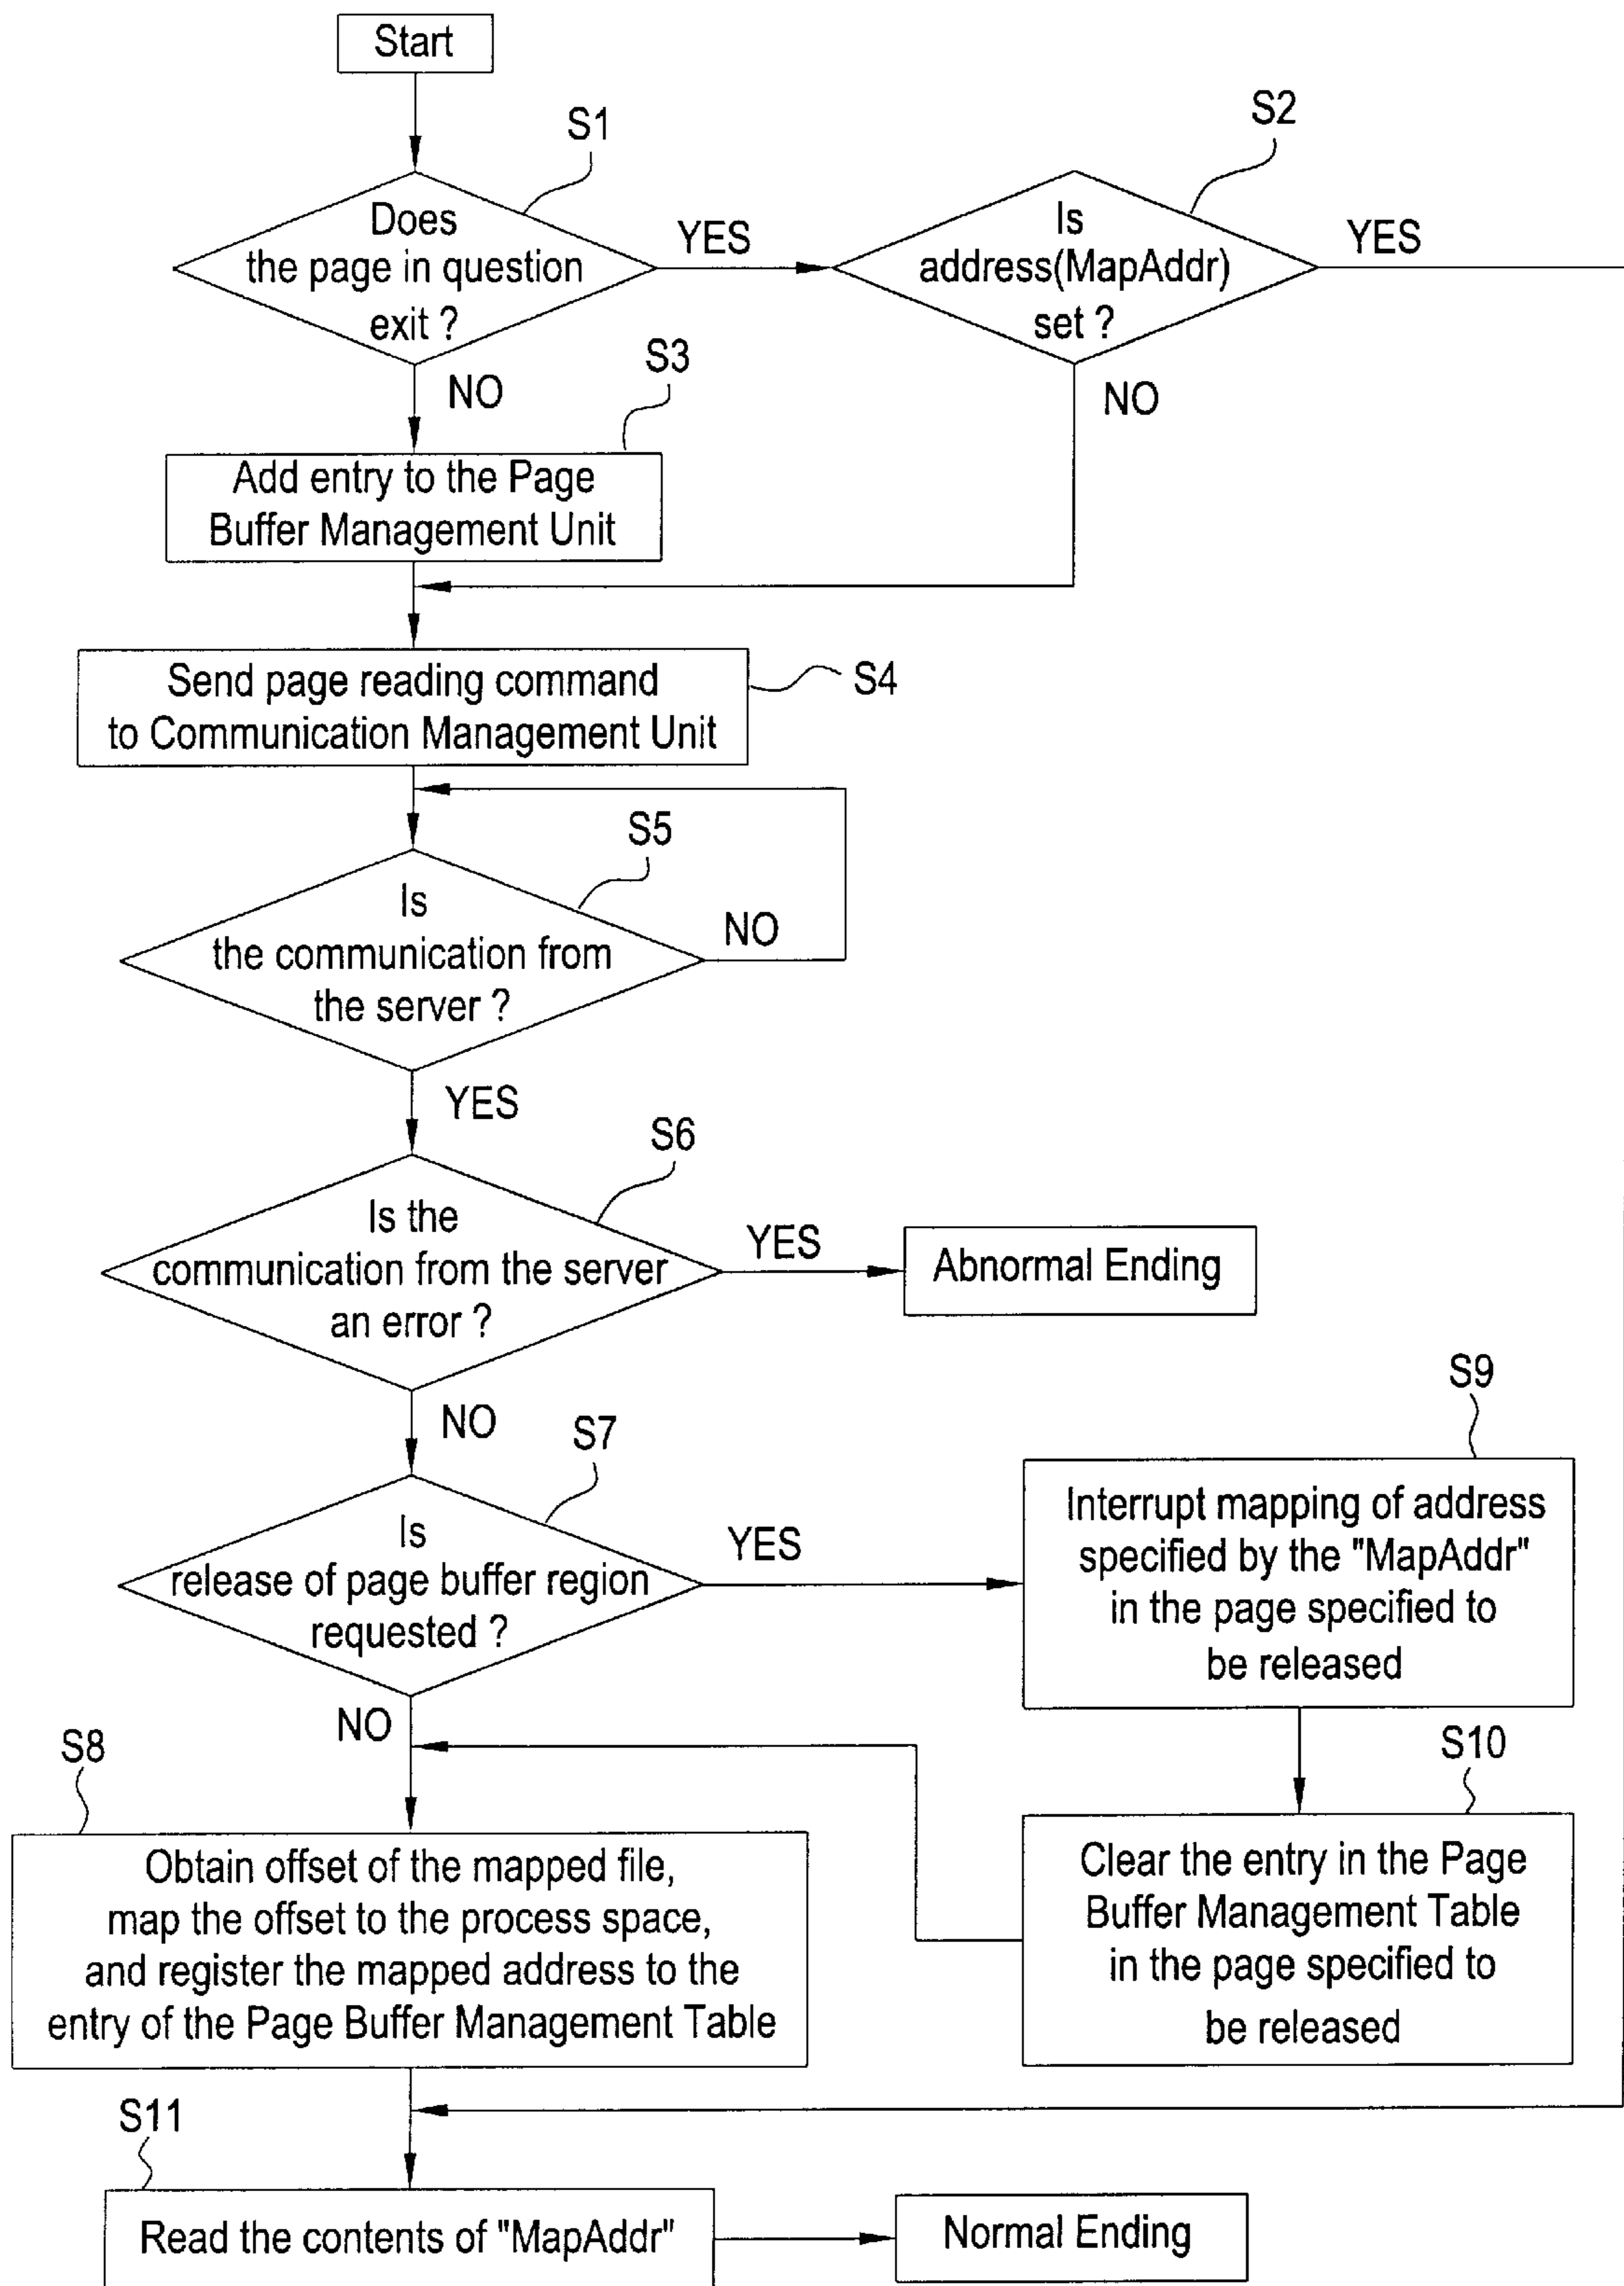 Start
S1
S2
Does
the page in question
exit ?
YES
Is
address(MapAddr)
set ?
YES
NO
S3
NO
Add entry to the Page
Buffer Management Unit
Send page reading command
to Communication Management Unit
S4
S5
Is
the communication from
the server ?
NO
YES
S6
Is the
communication from the server
an error ?
YES
Abnormal Ending
NO
S7
S9
Is
release of page buffer region
requested ?
YES
Interrupt mapping of address
specified by the "MapAddr"
in the page specified to
be released
NO
S8
S10
Obtain offset of the mapped file,
map the offset to the process space,
and register the mapped address to the
entry of the Page Buffer Management Table
Clear the entry in the Page
Buffer Management Table
in the page specified to
be released
S11
Read the contents of "MapAddr"
Normal Ending